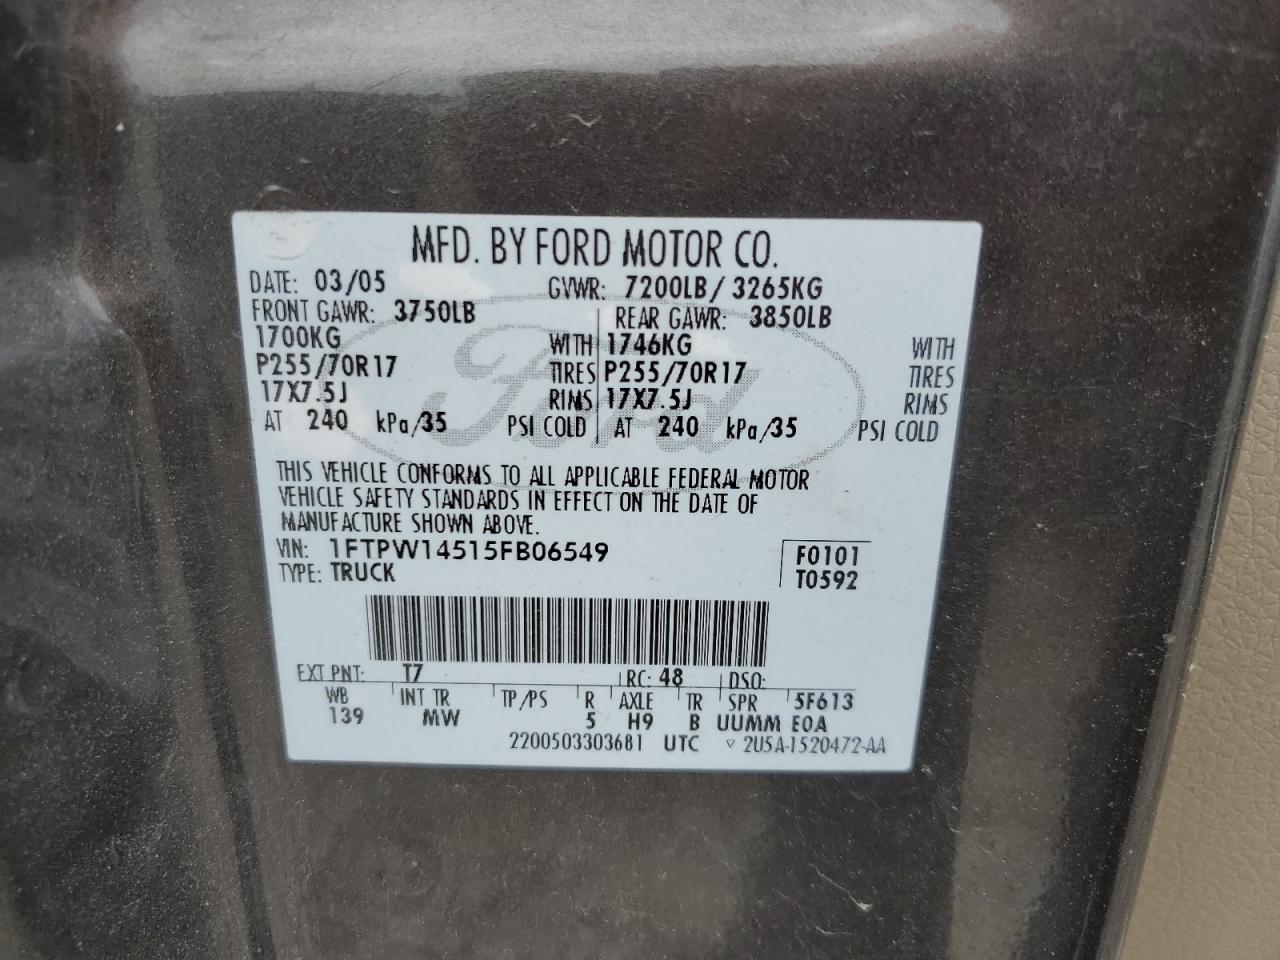 MFD. BY FORD MOTOR CO.
DATE: 03/05 GVWR: 7200LB/ 3265KG
FRONT GAWR: 3750LB REAR GAWR: 3850LB
1700KG WITH 1746KG WITH
P255/70R17 TIRES P255/70R17 TIRES
17X7.5J RIMS 17X7.5J RIMS
AT 240 kPa/35 PSI COLD AT 240 kPa/35 PSI COLD
Ford
THIS VEHICLE CONFORMS TO ALL APPLICABLE FEDERAL MOTOR
VEHICLE SAFETY STANDARDS IN EFFECT ON THE DATE OF
MANUFACTURE SHOWN ABOVE.
VIN: 1FTPW14515FB06549 F0101
TYPE: TRUCK T0592
EXT PNT: T7 RC: 48 DSO:
WB INT TR TP/PS R AXLE TR SPR 5F613
139 MW 5 H9 B UUMM EOA
2200503303681 UTC ▽ 2U5A-1520472-AA